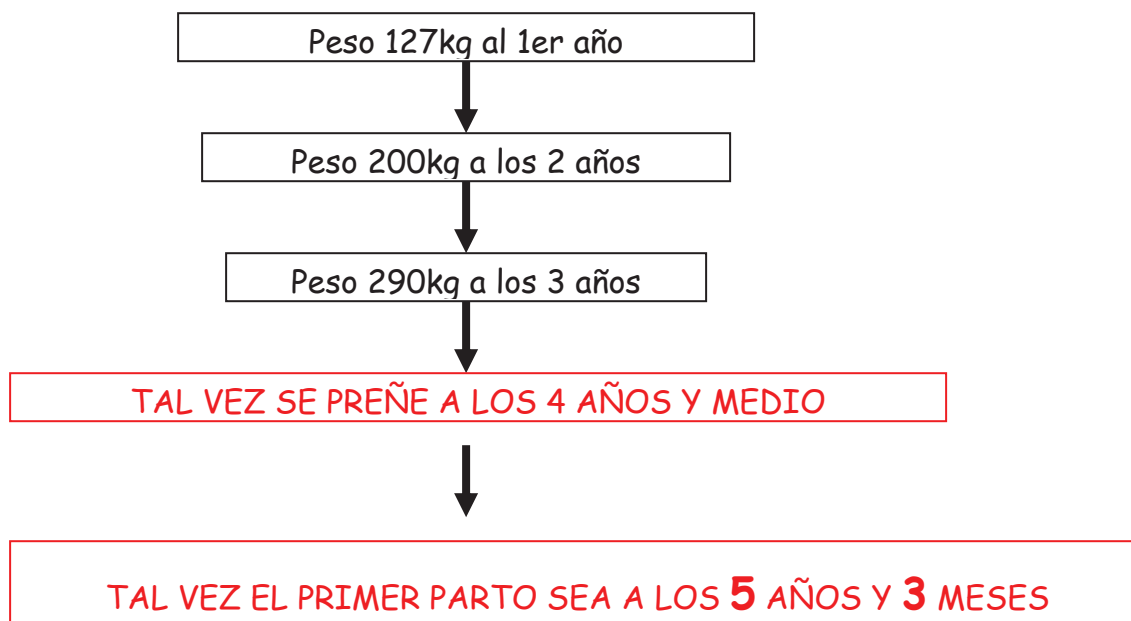 Peso 127kg al 1er año
Peso 200kg a los 2 años
Peso 290kg a los 3 años
TAL VEZ SE PREÑE A LOS 4 AÑOS Y MEDIO
TAL VEZ EL PRIMER PARTO SEA A LOS 5 AÑOS Y 3 MESES